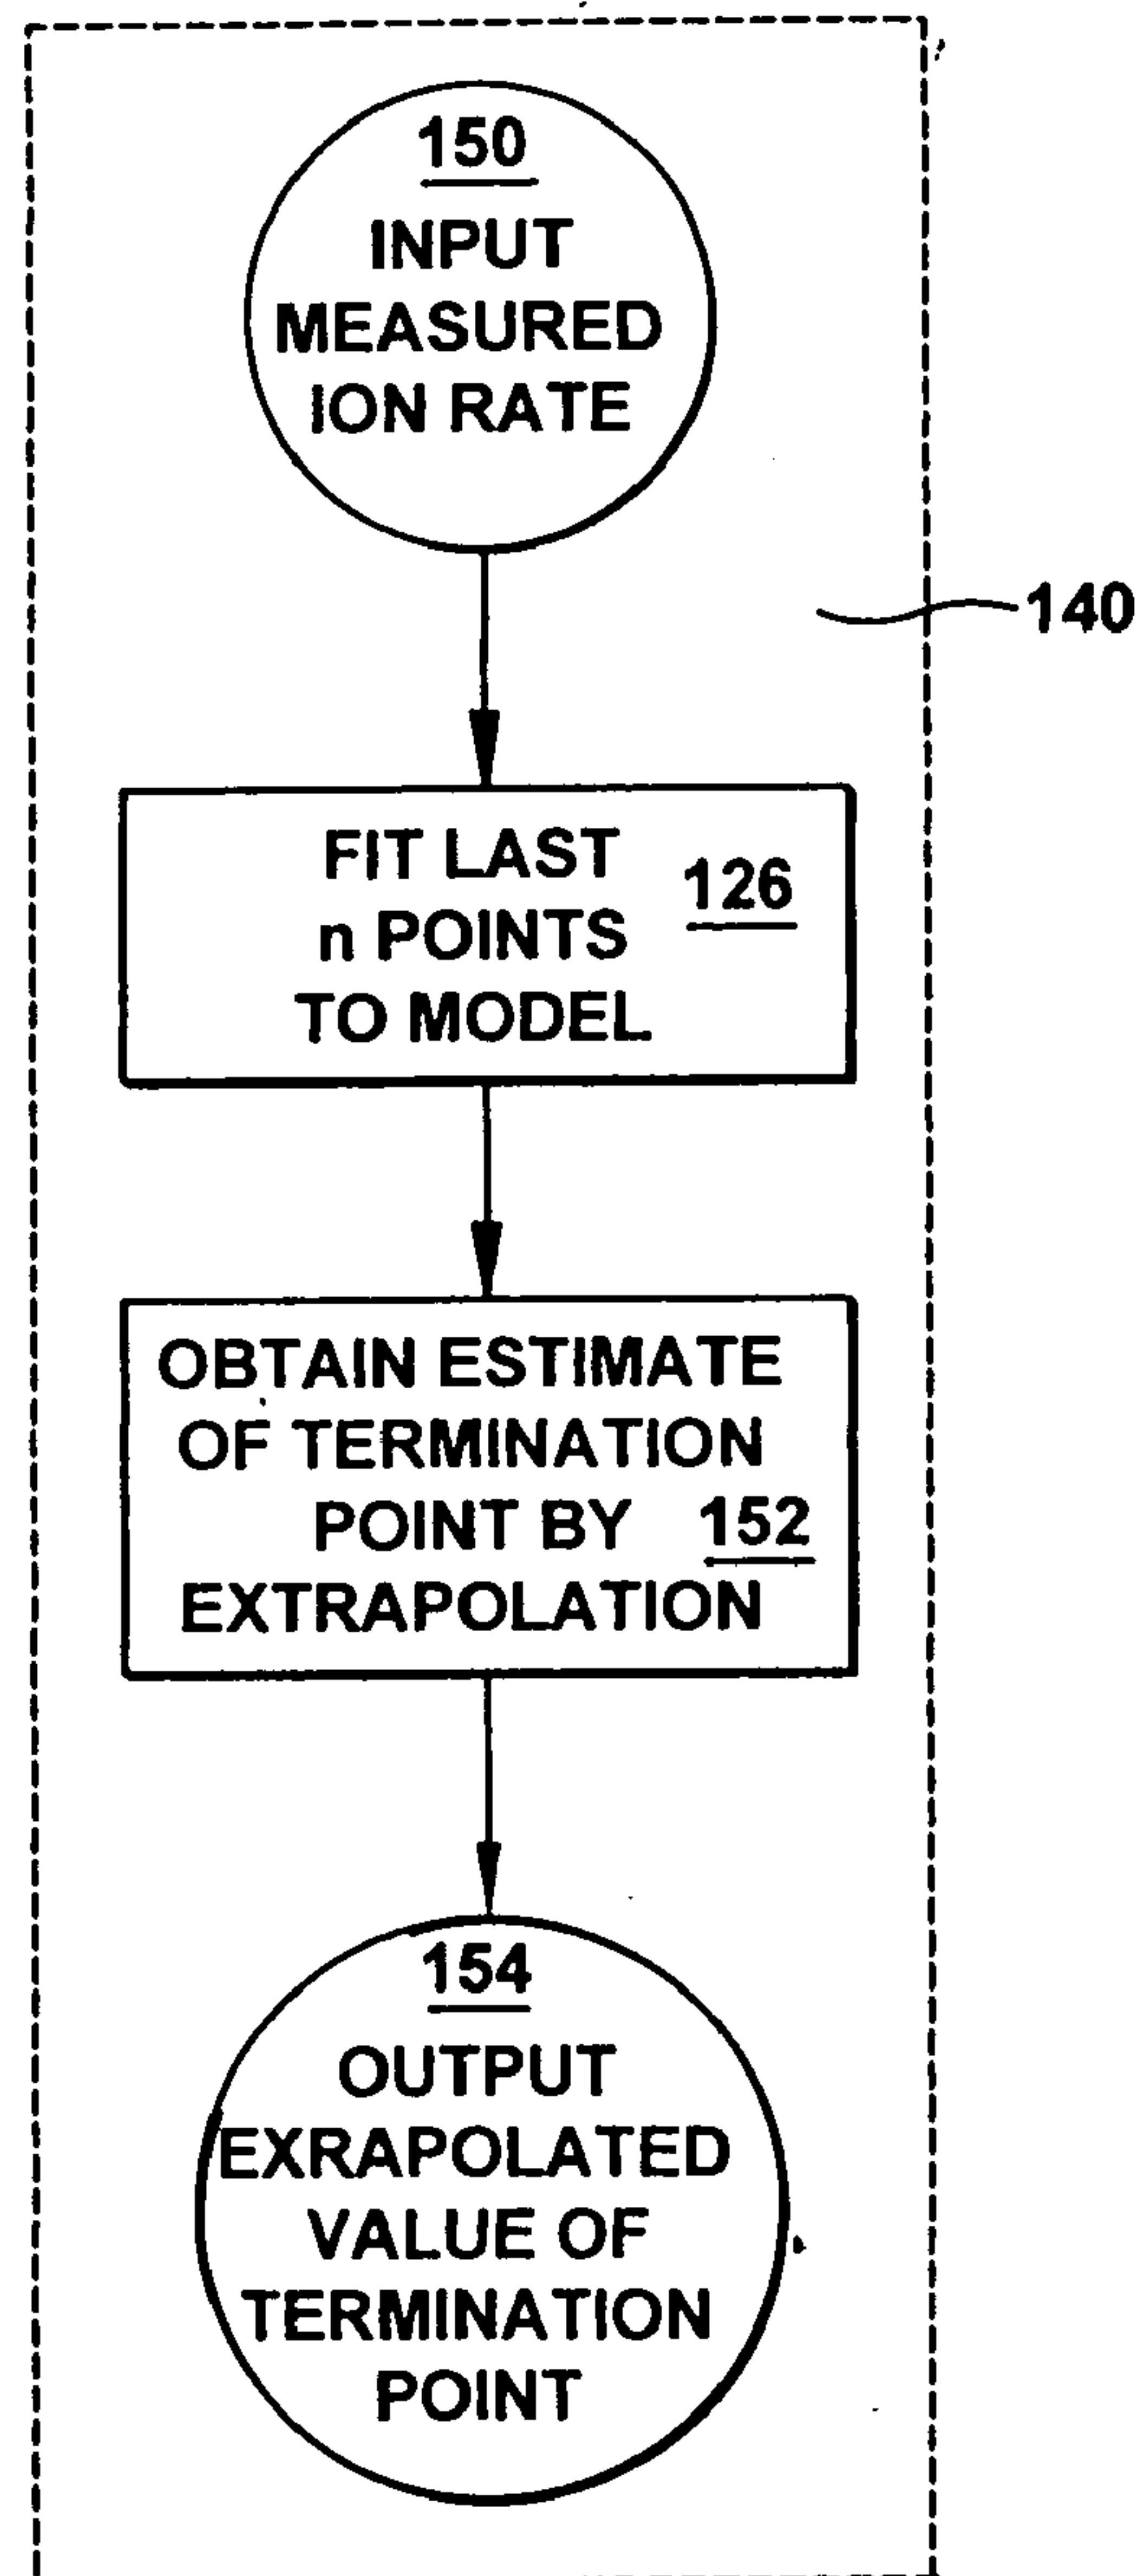 150
INPUT
MEASURED
ION RATE
140
FIT LAST
n POINTS
TO MODEL
126
OBTAIN ESTIMATE
OF TERMINATION
POINT BY 152
EXTRAPOLATION
154
OUTPUT
EXRAPOLATED
VALUE OF
TERMINATION
POINT